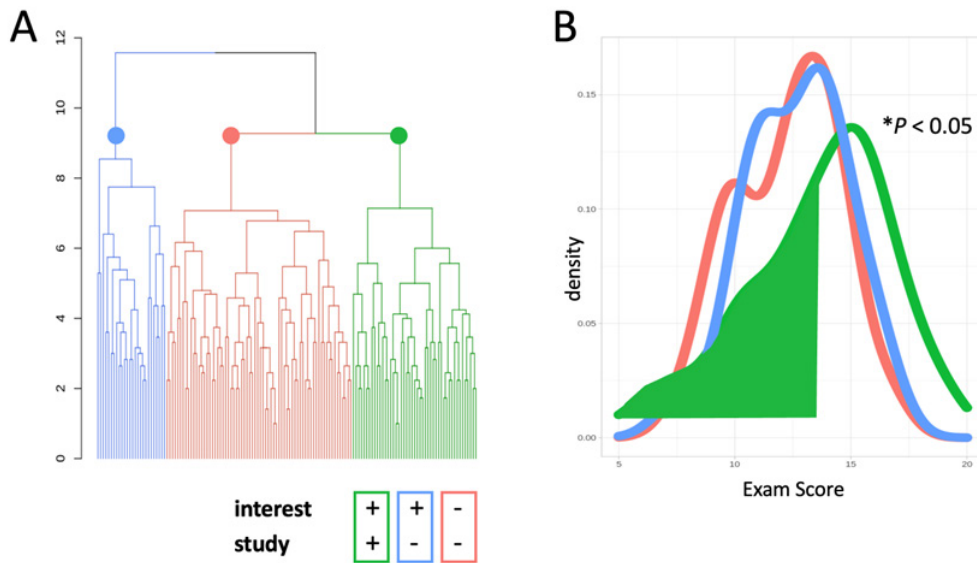 A
12
10
8
6
4
2
0
interest + + -
study + - -
B
*P < 0.05
density
0.15
0.10
0.05
0.00
5 10 15 20
Exam Score